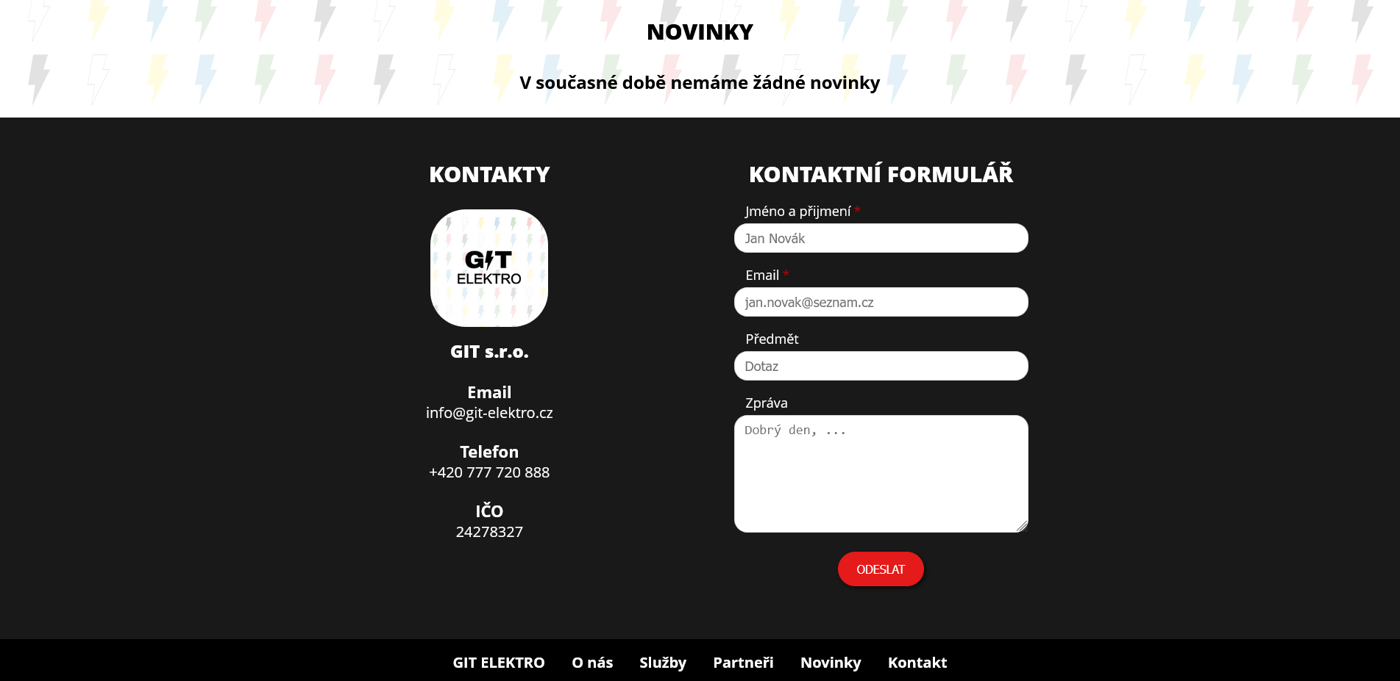 NOVINKY
V současné době nemáme žádné novinky
KONTAKTY
GIT
ELEKTRO
GIT s.r.o.
Email
info@git-elektro.cz
Telefon
+420 777 720 888
IČO
24278327
KONTAKTNÍ FORMULÁŘ
Jméno a přijmení *
Jan Novák
Email *
jan.novak@seznam.cz
Předmět
Dotaz
Zpráva
Dobrý den, ...
ODESLAT
GIT ELEKTRO O nás Služby Partneři Novinky Kontakt